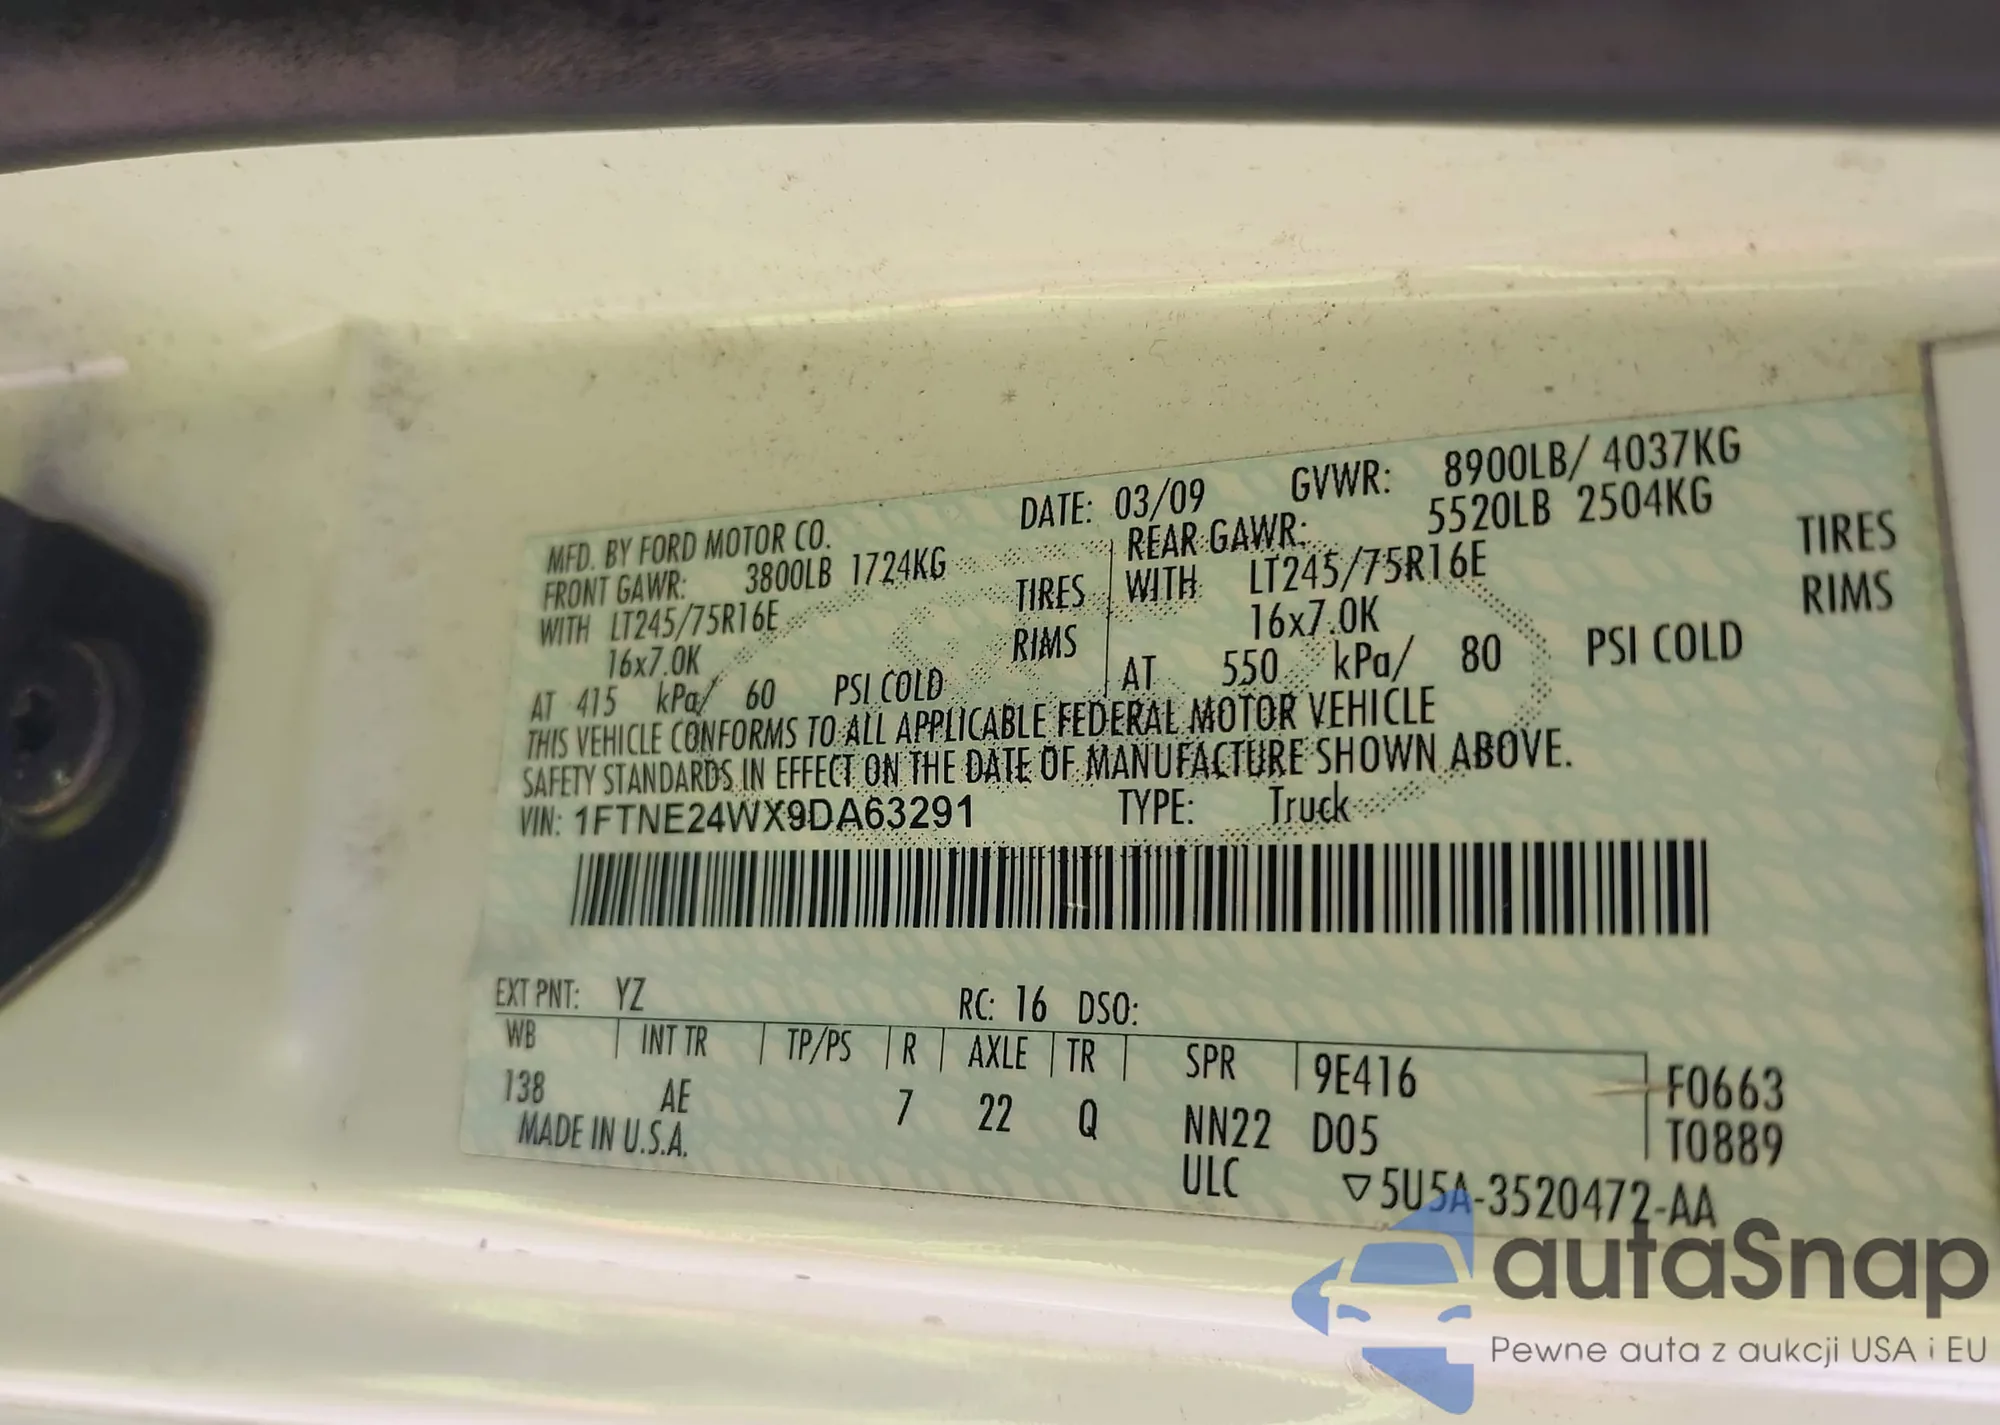 DATE: 03/09 GVWR: 8900LB/ 4037KG
MFD. BY FORD MOTOR CO.
FRONT GAWR: 3800LB 1724KG
WITH LT245/75R16E TIRES
16x7.0K RIMS
AT 415 kPa/ 60 PSI COLD
REAR GAWR: 5520LB 2504KG
WITH LT245/75R16E TIRES
16x7.0K RIMS
AT 550 kPa/ 80 PSI COLD
THIS VEHICLE CONFORMS TO ALL APPLICABLE FEDERAL MOTOR VEHICLE
SAFETY STANDARDS IN EFFECT ON THE DATE OF MANUFACTURE SHOWN ABOVE.
VIN: 1FTNE24WX9DA63291 TYPE: Truck
EXT PNT: YZ RC: 16 DSO:
WB INT TR TP/PS R AXLE TR SPR 9E416 F0663
138 AE 7 22 Q NN22 D05 T0889
MADE IN U.S.A. ULC ▽5U5A-3520472-AA
autaSnap
Pewne auta z aukcji USA i EU